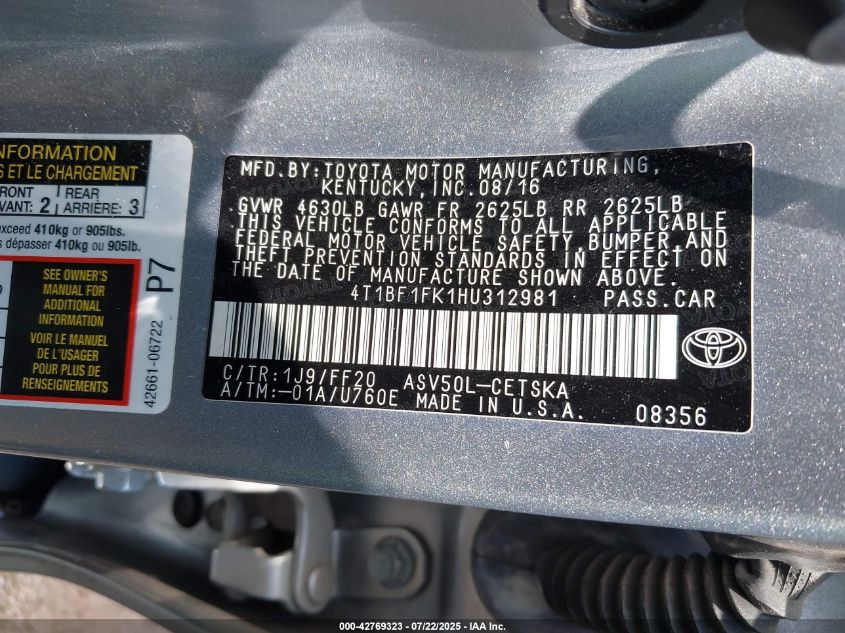 NFORMATION
S ET LE CHARGEMENT
FRONT 2 REAR 3
VANT: ARRIÈRE:
exceed 410kg or 905lbs.
s dépasser 410kg ou 905lb.
SEE OWNER'S
MANUAL FOR
ADDITIONAL
INFORMATION
VOIR LE MANUEL
DE L'USAGER
POUR PLUS DE
RENSEIGNEMENTS
P7
42661-06722
MFD.BY:TOYOTA MOTOR MANUFACTURING,
KENTUCKY,INC.08/16
GVWR 4630LB GAWR FR 2625LB RR 2625LB
THIS VEHICLE CONFORMS TO ALL APPLICABLE
FEDERAL MOTOR VEHICLE SAFETY,BUMPER,AND
THEFT PREVENTION STANDARDS IN EFFECT ON
THE DATE OF MANUFACTURE SHOWN ABOVE.
4T1BF1FK1HU312981 PASS.CAR
C/TR:1J9/FF20 ASV50L-CETSKA
A/TM:-01A/U760E MADE IN U.S.A.
08356
000-42769323 - 07/22/2025 - IAA Inc.